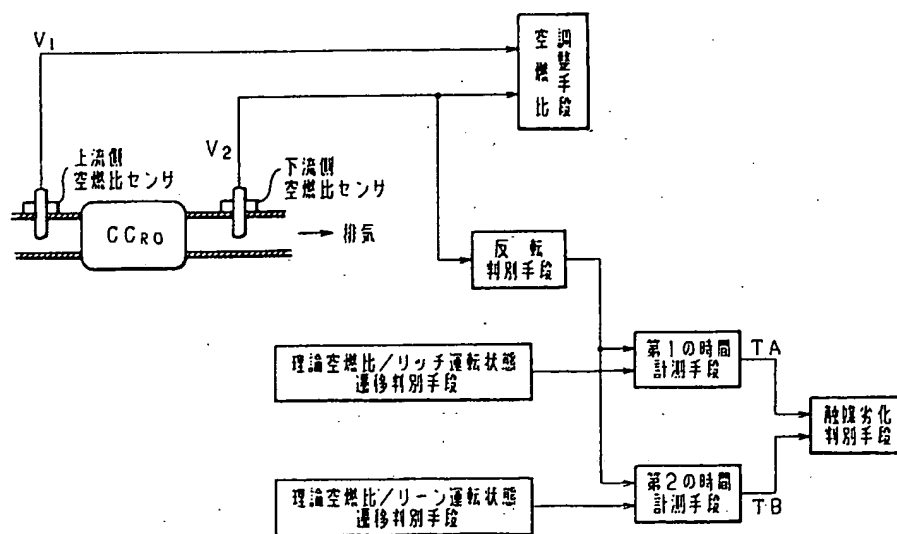 V1
空燃比
調整手段
V2
上流側
空燃比センサ
下流側
空燃比センサ
CCRO
排気
反転
判別手段
理論空燃比/リッチ運転状態
遷移判別手段
第1の時間
計測手段
TA
触媒劣化
判別手段
理論空燃比/リーン運転状態
遷移判別手段
第2の時間
計測手段
TB